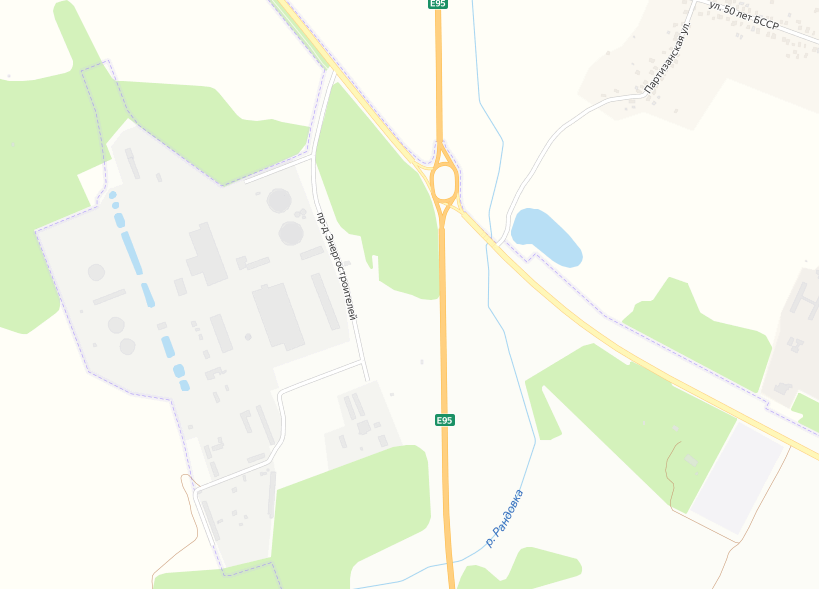 E95
ул. 50 лет БССР
Партизанская ул.
пр-д Энергостроителей
E95
р. Рандовка